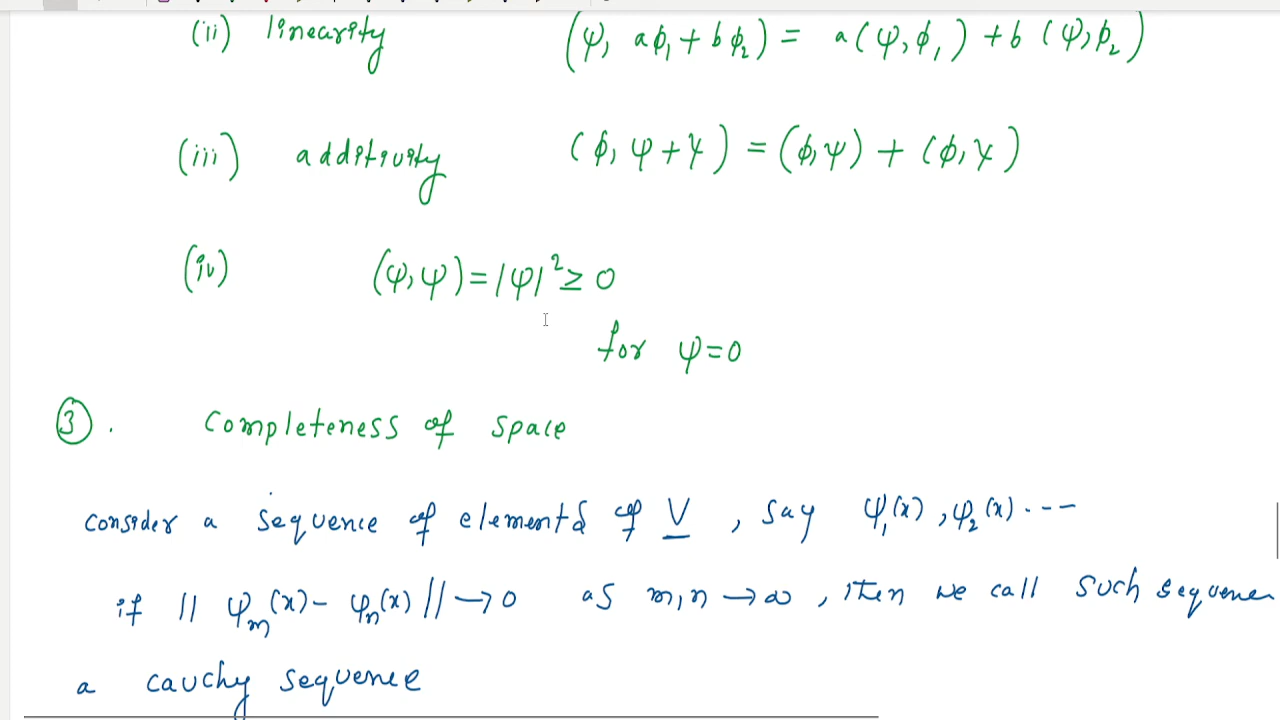 (ii) linearity (ψ, aϕ₁ + bϕ₂) = a(ψ,ϕ₁) + b (ψ,ϕ₂)
(iii) additivity (ϕ, ψ + χ) = (ϕ,ψ) + (ϕ,χ)
(iv) (ψ,ψ) = |ψ|² ≥ 0
for ψ=0
③. Completeness of space
consider a sequence of elements of V, say ψ₁(x), ψ₂(x)...---
if || ψₘ(x) - ψₙ(x) || → 0 as m,n → ∞, then we call such sequence
a cauchy sequence